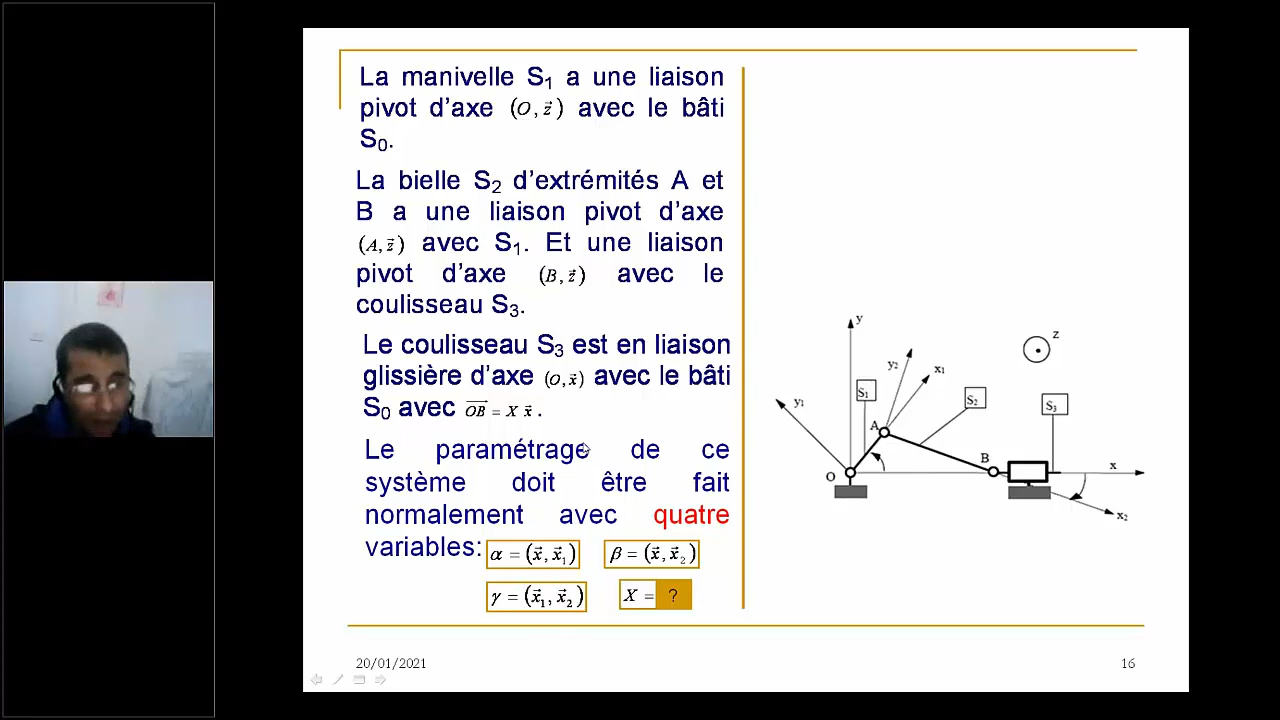 La manivelle S₁ a une liaison
pivot d'axe (O, z⃗) avec le bâti
S₀.
La bielle S₂ d'extrémités A et
B a une liaison pivot d'axe
(A, z⃗) avec S₁. Et une liaison
pivot d'axe (B, z⃗) avec le
coulisseau S₃.
Le coulisseau S₃ est en liaison
glissière d'axe (O, x⃗) avec le bâti
S₀ avec OB⃗ = X x⃗ .
Le paramétrage de ce
système doit être fait
normalement avec quatre
variables: α = (x⃗, x⃗₁) β = (x⃗, x⃗₂)
γ = (x⃗₁, x⃗₂) X = ?
y
z
y₂
x₁
S₁
S₂
S₃
y₁
A
B
x
O
x₂
20/01/2021
16